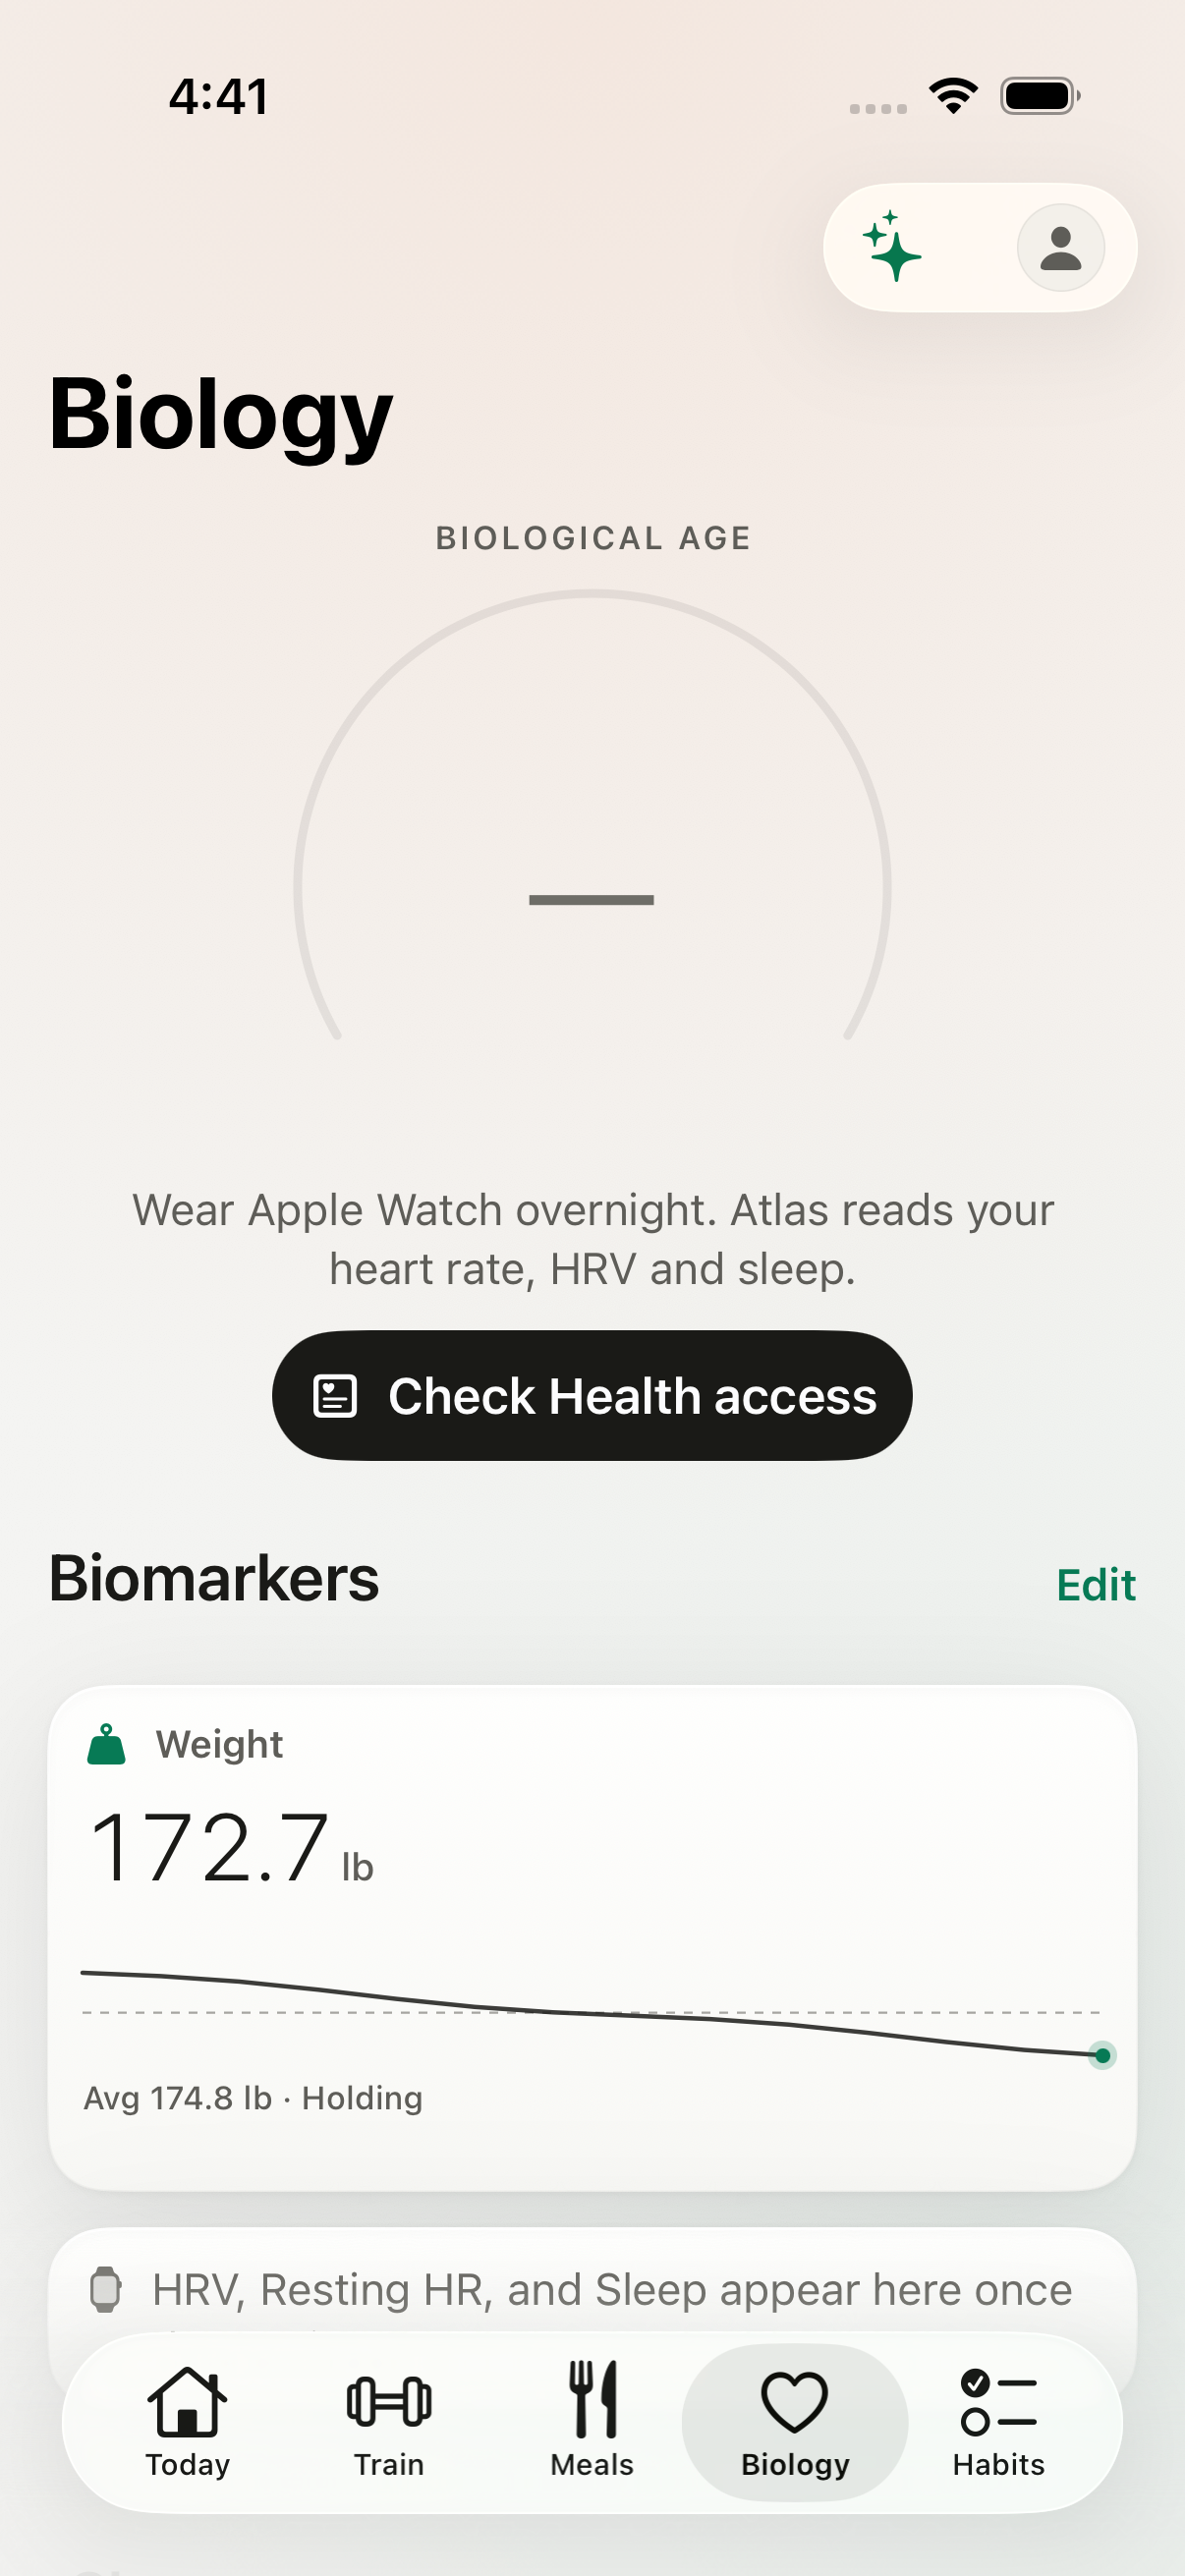 4:41
Biology
BIOLOGICAL AGE
—
Wear Apple Watch overnight. Atlas reads your
heart rate, HRV and sleep.
Check Health access
Biomarkers
Edit
Weight
172.7 lb
Avg 174.8 lb · Holding
HRV, Resting HR, and Sleep appear here once
Today
Train
Meals
Biology
Habits